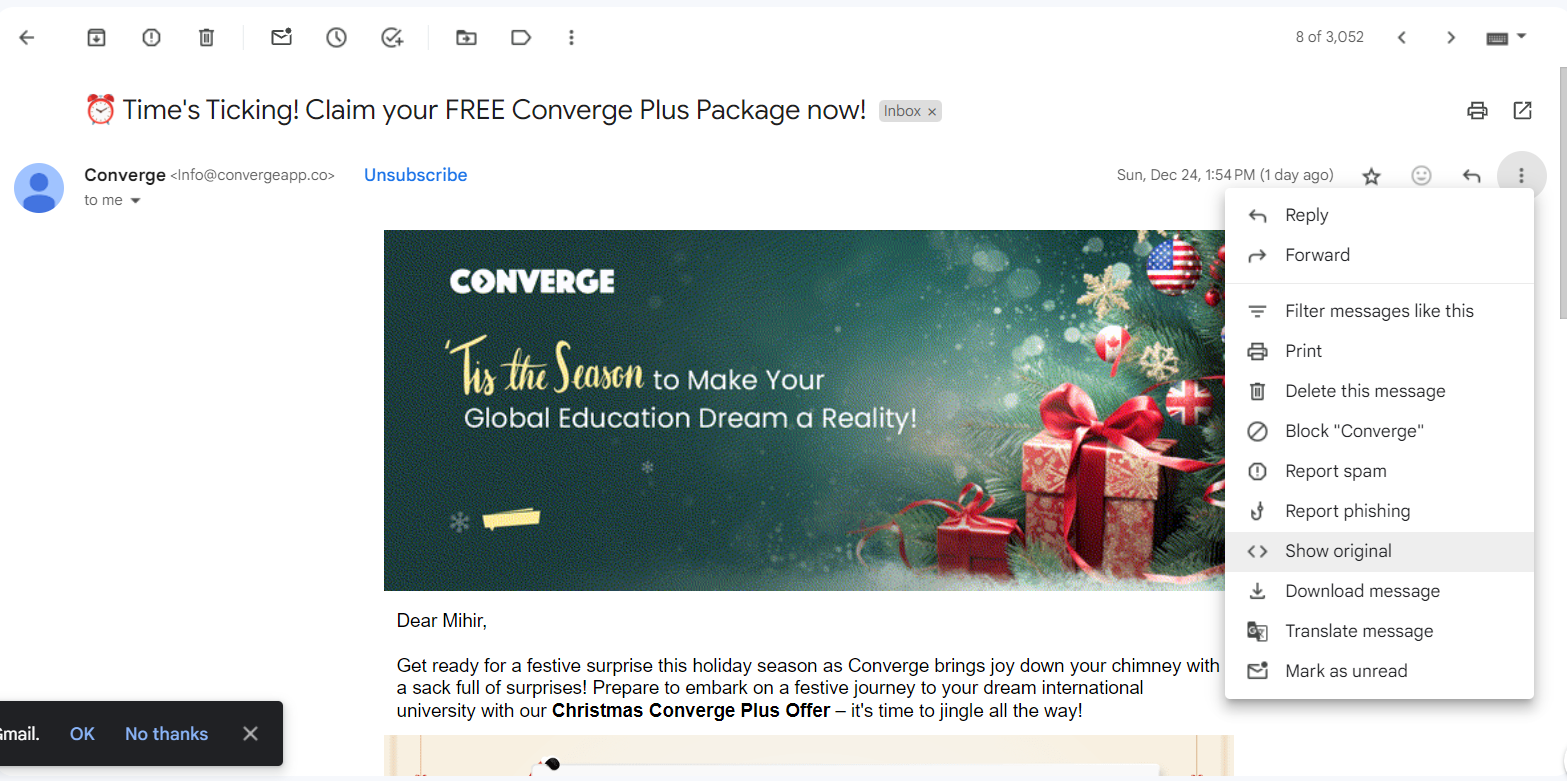 8 of 3,052
⏰ Time's Ticking! Claim your FREE Converge Plus Package now! Inbox ×
Converge <Info@convergeapp.co> Unsubscribe Sun, Dec 24, 1:54 PM (1 day ago)
to me
CONVERGE
'Tis the Season to Make Your
Global Education Dream a Reality!
Dear Mihir,
Get ready for a festive surprise this holiday season as Converge brings joy down your chimney with
a sack full of surprises! Prepare to embark on a festive journey to your dream international
university with our Christmas Converge Plus Offer – it's time to jingle all the way!
Reply
Forward
Filter messages like this
Print
Delete this message
Block "Converge"
Report spam
Report phishing
Show original
Download message
Translate message
Mark as unread
Gmail. OK No thanks